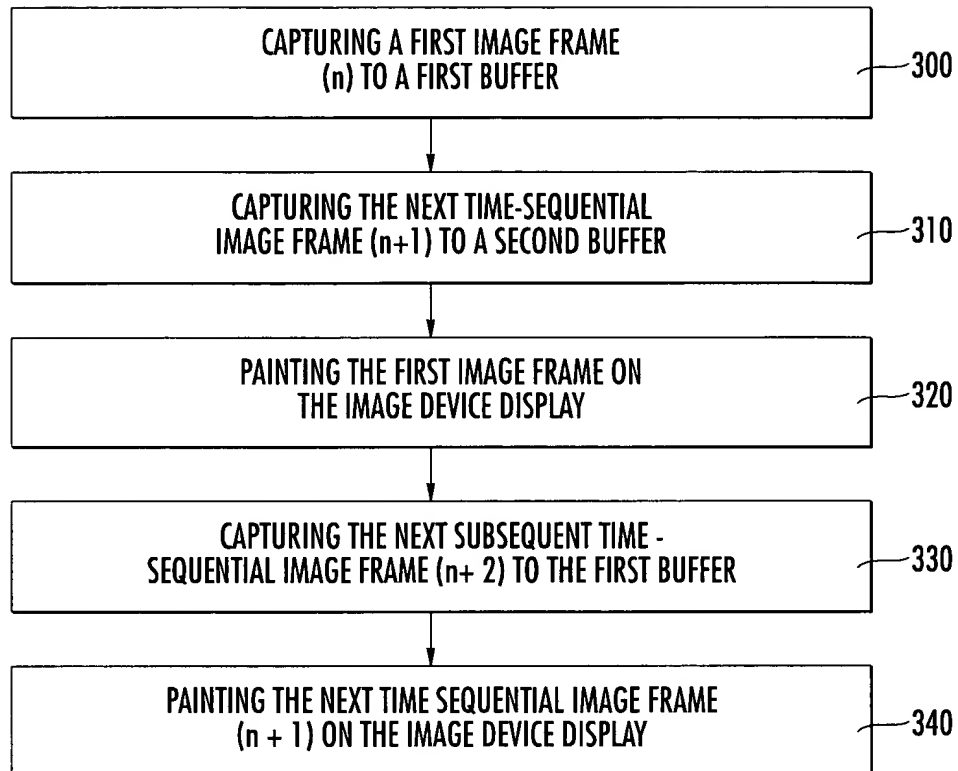 CAPTURING A FIRST IMAGE FRAME
(n) TO A FIRST BUFFER
300
CAPTURING THE NEXT TIME-SEQUENTIAL
IMAGE FRAME (n+1) TO A SECOND BUFFER
310
PAINTING THE FIRST IMAGE FRAME ON
THE IMAGE DEVICE DISPLAY
320
CAPTURING THE NEXT SUBSEQUENT TIME -
SEQUENTIAL IMAGE FRAME (n+ 2) TO THE FIRST BUFFER
330
PAINTING THE NEXT TIME SEQUENTIAL IMAGE FRAME
(n + 1) ON THE IMAGE DEVICE DISPLAY
340